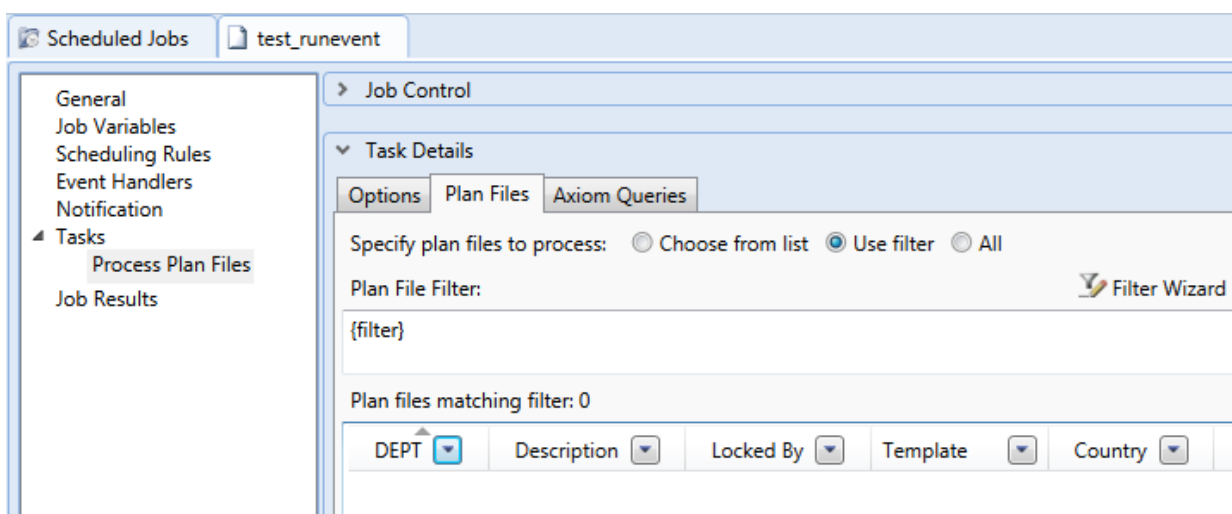 Scheduled Jobs test_runevent
General
Job Variables
Scheduling Rules
Event Handlers
Notification
Tasks
Process Plan Files
Job Results
Job Control
Task Details
Options Plan Files Axiom Queries
Specify plan files to process: Choose from list Use filter All
Plan File Filter: Filter Wizard
{filter}
Plan files matching filter: 0
DEPT Description Locked By Template Country